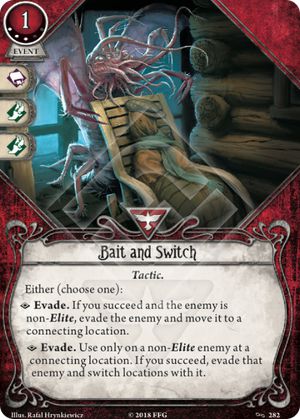 1
EVENT
Bait and Switch
Tactic.
Either (choose one):
Evade. If you succeed and the enemy is
non-Elite, evade the enemy and move it to a
connecting location.
Evade. Use only on a non-Elite enemy at a
connecting location. If you succeed, evade that
enemy and switch locations with it.
Illus. Rafał Hrynkiewicz
© 2018 FFG
282